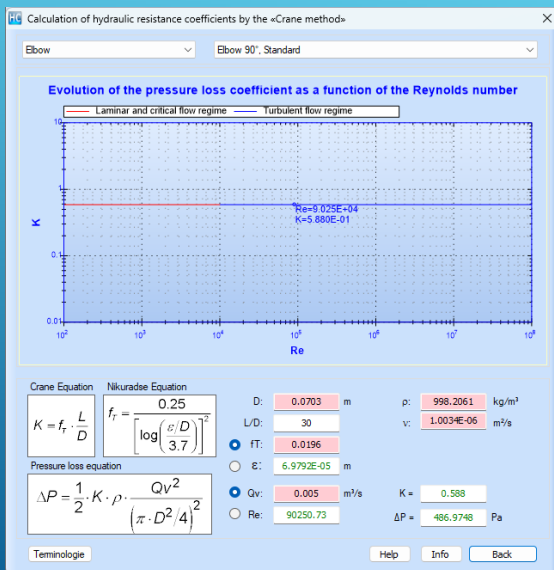 HC Calculation of hydraulic resistance coefficients by the «Crane method»
Elbow Elbow 90°, Standard
Evolution of the pressure loss coefficient as a function of the Reynolds number
Laminar and critical flow regime Turbulent flow regime
10
1
0.1
0.01
K
Re=9.025E+04
K=5.880E-01
10² 10³ 10⁴ 10⁵ 10⁶ 10⁷ 10⁸
Re
Crane Equation Nikuradse Equation
K = f_T · L/D
f_T = 0.25 / [log((ε/D)/3.7)]²
Pressure loss equation
ΔP = 1/2 · K · ρ · Qv² / (π · D²/4)²
D: 0.0703 m
L/D: 30
fT: 0.0196
ε: 6.9792E-05 m
Qv: 0.005 m³/s
Re: 90250.73
ρ: 998.2061 kg/m³
ν: 1.0034E-06 m²/s
K = 0.588
ΔP = 486.9748 Pa
Terminologie Help Info Back